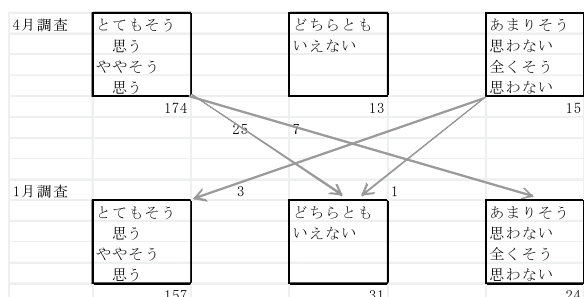 4月調査
とてもそう
思う
ややそう
思う
どちらとも
いえない
あまりそう
思わない
全くそう
思わない
174
13
15
25
7
3
1
1月調査
とてもそう
思う
ややそう
思う
どちらとも
いえない
あまりそう
思わない
全くそう
思わない
157
31
24